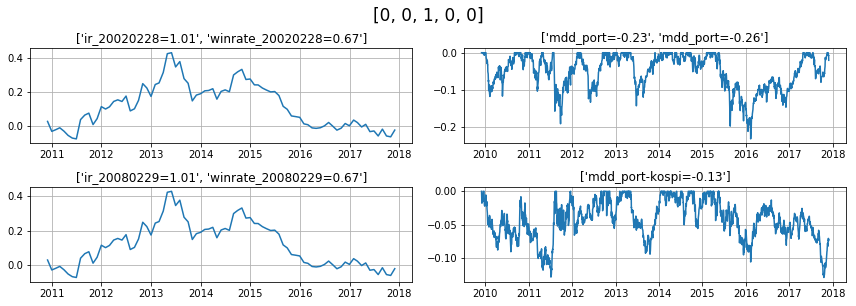 [0, 0, 1, 0, 0]
['ir_20020228=1.01', 'winrate_20020228=0.67']
0.4
0.2
0.0
2011 2012 2013 2014 2015 2016 2017 2018
['mdd_port=-0.23', 'mdd_port=-0.26']
0.0
−0.1
−0.2
2010 2011 2012 2013 2014 2015 2016 2017 2018
['ir_20080229=1.01', 'winrate_20080229=0.67']
0.4
0.2
0.0
2011 2012 2013 2014 2015 2016 2017 2018
['mdd_port-kospi=-0.13']
0.00
−0.05
−0.10
2010 2011 2012 2013 2014 2015 2016 2017 2018